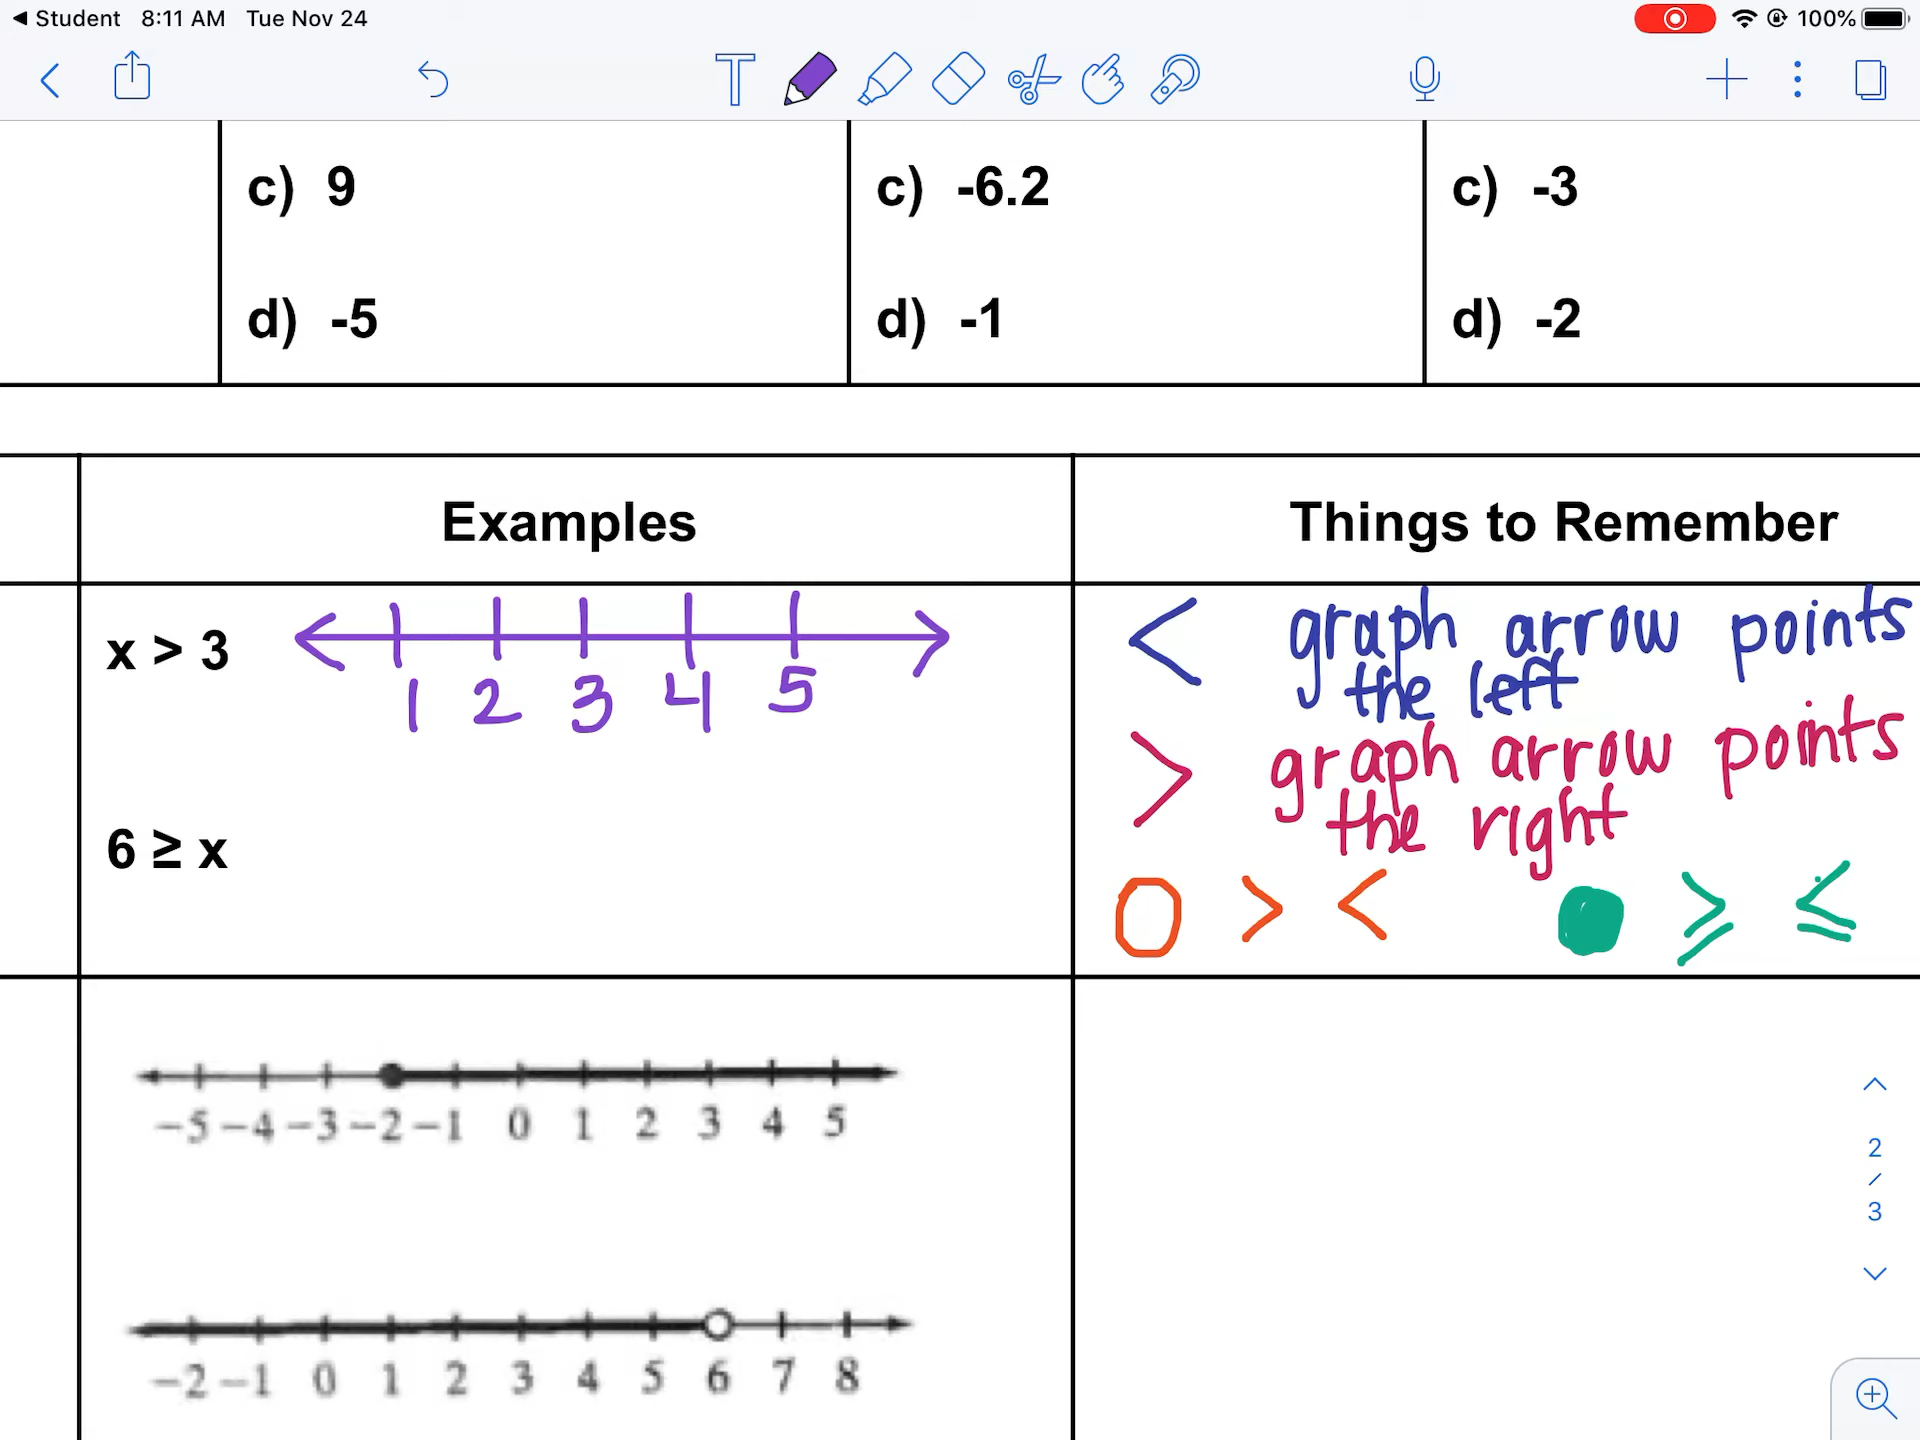 ◀ Student 8:11 AM Tue Nov 24 100%
T
c) 9 c) -6.2 c) -3
d) -5 d) -1 d) -2
Examples Things to Remember
x > 3
1 2 3 4 5
< graph arrow points
the left
> graph arrow points
the right
6 ≥ x
> < ≥ ≤
-5 -4 -3 -2 -1 0 1 2 3 4 5
2
/
3
-2 -1 0 1 2 3 4 5 6 7 8